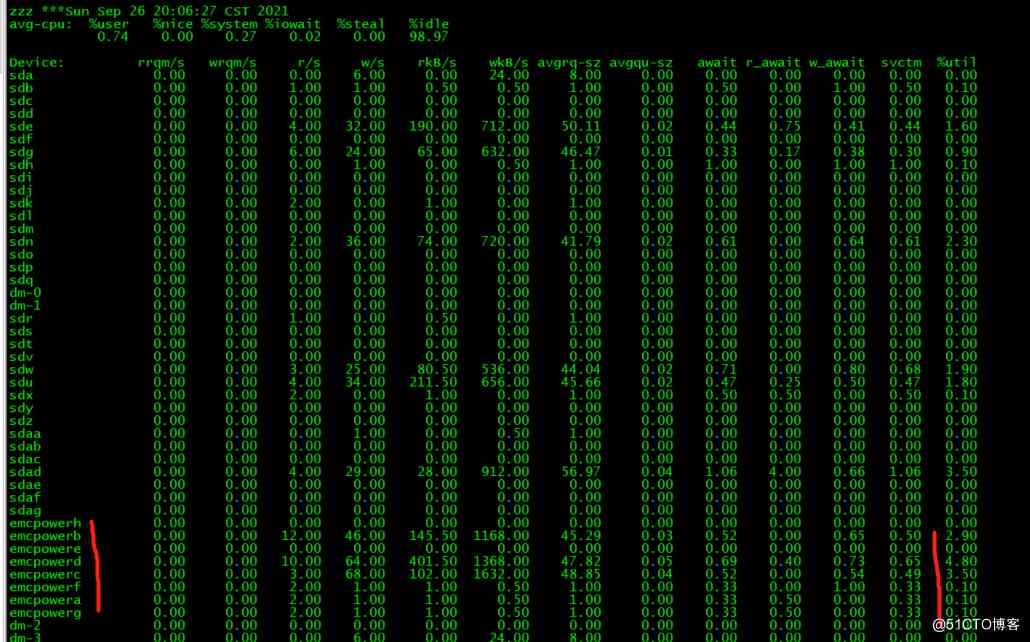 zzz ***Sun Sep 26 20:06:27 CST 2021
avg-cpu: %user %nice %system %iowait %steal %idle
0.74 0.00 0.27 0.02 0.00 98.97
Device: rrqm/s wrqm/s r/s w/s rkB/s wkB/s avgrq-sz avgqu-sz await r_await w_await svctm %util
sda 0.00 0.00 0.00 6.00 0.00 24.00 8.00 0.00 0.00 0.00 0.00 0.00 0.00
sdb 0.00 0.00 1.00 1.00 0.50 0.50 1.00 0.00 0.50 0.00 1.00 0.50 0.10
sdc 0.00 0.00 0.00 0.00 0.00 0.00 0.00 0.00 0.00 0.00 0.00 0.00 0.00
sdd 0.00 0.00 0.00 0.00 0.00 0.00 0.00 0.00 0.00 0.00 0.00 0.00 0.00
sde 0.00 0.00 4.00 32.00 190.00 712.00 50.11 0.02 0.44 0.75 0.41 0.44 1.60
sdf 0.00 0.00 0.00 0.00 0.00 0.00 0.00 0.00 0.00 0.00 0.00 0.00 0.00
sdg 0.00 0.00 6.00 24.00 65.00 632.00 46.47 0.01 0.33 0.17 0.38 0.30 0.90
sdh 0.00 0.00 0.00 1.00 0.00 0.50 1.00 0.00 1.00 0.00 1.00 1.00 0.10
sdi 0.00 0.00 0.00 0.00 0.00 0.00 0.00 0.00 0.00 0.00 0.00 0.00 0.00
sdj 0.00 0.00 0.00 0.00 0.00 0.00 0.00 0.00 0.00 0.00 0.00 0.00 0.00
sdk 0.00 0.00 2.00 0.00 1.00 0.00 1.00 0.00 0.00 0.00 0.00 0.00 0.00
sdl 0.00 0.00 0.00 0.00 0.00 0.00 0.00 0.00 0.00 0.00 0.00 0.00 0.00
sdm 0.00 0.00 0.00 0.00 0.00 0.00 0.00 0.00 0.00 0.00 0.00 0.00 0.00
sdn 0.00 0.00 2.00 36.00 74.00 720.00 41.79 0.02 0.61 0.00 0.64 0.61 2.30
sdo 0.00 0.00 0.00 0.00 0.00 0.00 0.00 0.00 0.00 0.00 0.00 0.00 0.00
sdp 0.00 0.00 0.00 0.00 0.00 0.00 0.00 0.00 0.00 0.00 0.00 0.00 0.00
sdq 0.00 0.00 0.00 0.00 0.00 0.00 0.00 0.00 0.00 0.00 0.00 0.00 0.00
dm-0 0.00 0.00 0.00 0.00 0.00 0.00 0.00 0.00 0.00 0.00 0.00 0.00 0.00
dm-1 0.00 0.00 0.00 0.00 0.00 0.00 0.00 0.00 0.00 0.00 0.00 0.00 0.00
sdr 0.00 0.00 1.00 0.00 0.50 0.00 1.00 0.00 0.00 0.00 0.00 0.00 0.00
sds 0.00 0.00 0.00 0.00 0.00 0.00 0.00 0.00 0.00 0.00 0.00 0.00 0.00
sdt 0.00 0.00 0.00 0.00 0.00 0.00 0.00 0.00 0.00 0.00 0.00 0.00 0.00
sdv 0.00 0.00 0.00 0.00 0.00 0.00 0.00 0.00 0.00 0.00 0.00 0.00 0.00
sdw 0.00 0.00 3.00 25.00 80.50 536.00 44.04 0.02 0.71 0.00 0.80 0.68 1.90
sdu 0.00 0.00 4.00 34.00 211.50 656.00 45.66 0.02 0.47 0.25 0.50 0.47 1.80
sdx 0.00 0.00 2.00 0.00 1.00 0.00 1.00 0.00 0.50 0.50 0.00 0.50 0.10
sdy 0.00 0.00 0.00 0.00 0.00 0.00 0.00 0.00 0.00 0.00 0.00 0.00 0.00
sdz 0.00 0.00 0.00 0.00 0.00 0.00 0.00 0.00 0.00 0.00 0.00 0.00 0.00
sdaa 0.00 0.00 0.00 1.00 0.00 0.50 1.00 0.00 0.00 0.00 0.00 0.00 0.00
sdab 0.00 0.00 0.00 0.00 0.00 0.00 0.00 0.00 0.00 0.00 0.00 0.00 0.00
sdac 0.00 0.00 0.00 0.00 0.00 0.00 0.00 0.00 0.00 0.00 0.00 0.00 0.00
sdad 0.00 0.00 4.00 29.00 28.00 912.00 56.97 0.04 1.06 4.00 0.66 1.06 3.50
sdae 0.00 0.00 0.00 0.00 0.00 0.00 0.00 0.00 0.00 0.00 0.00 0.00 0.00
sdaf 0.00 0.00 0.00 0.00 0.00 0.00 0.00 0.00 0.00 0.00 0.00 0.00 0.00
sdag 0.00 0.00 0.00 0.00 0.00 0.00 0.00 0.00 0.00 0.00 0.00 0.00 0.00
emcpowerh 0.00 0.00 0.00 0.00 0.00 0.00 0.00 0.00 0.00 0.00 0.00 0.00 0.00
emcpowerb 0.00 0.00 12.00 46.00 145.50 1168.00 45.29 0.03 0.52 0.00 0.65 0.50 2.90
emcpowere 0.00 0.00 0.00 0.00 0.00 0.00 0.00 0.00 0.00 0.00 0.00 0.00 0.00
emcpowerd 0.00 0.00 10.00 64.00 401.50 1368.00 47.82 0.05 0.69 0.40 0.73 0.65 4.80
emcpowerc 0.00 0.00 3.00 68.00 102.00 1632.00 48.85 0.04 0.52 0.00 0.54 0.49 3.50
emcpowerf 0.00 0.00 2.00 1.00 1.00 0.50 1.00 0.00 0.33 0.00 1.00 0.33 0.10
emcpowera 0.00 0.00 2.00 1.00 1.00 0.50 1.00 0.00 0.33 0.50 0.00 0.33 0.10
emcpowerg 0.00 0.00 2.00 1.00 1.00 0.50 1.00 0.00 0.33 0.50 0.00 0.33 0.10
dm-2 0.00 0.00 0.00 0.00 0.00 0.00 0.00 0.00 0.00 0.00 0.00 0.00
dm-3 0.00 0.00 0.00 6.00 0.00 24.00 8.00 0.00 0.00 0.00 0.00 0.00
@51CTO博客